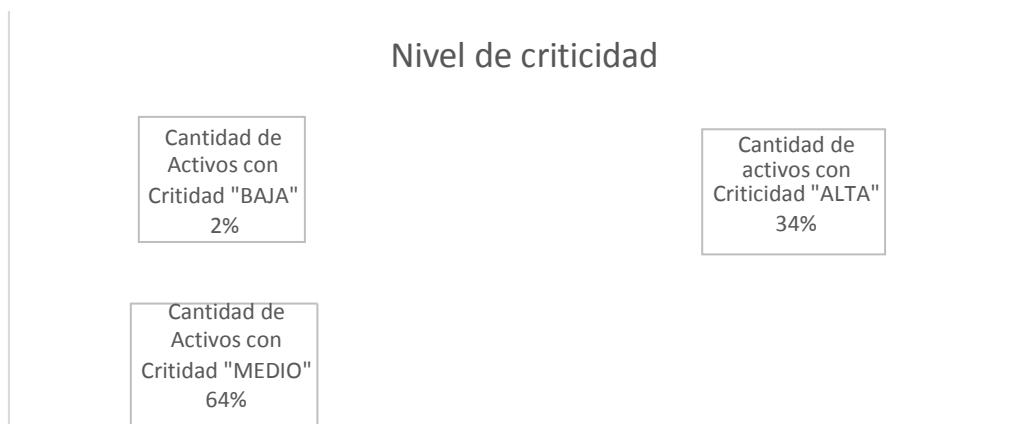 Nivel de criticidad
Cantidad de
Activos con
Critidad "BAJA"
2%
Cantidad de
activos con
Criticidad "ALTA"
34%
Cantidad de
Activos con
Critidad "MEDIO"
64%